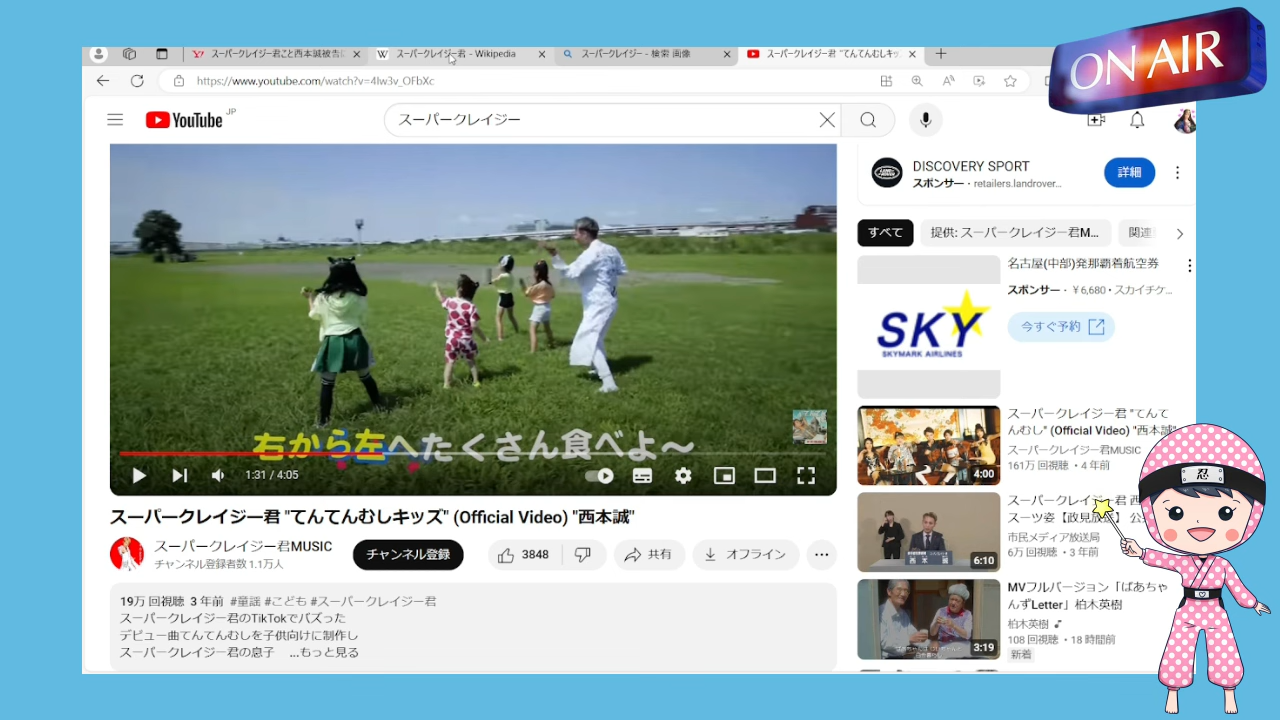 スーパークレイジー君こと西本誠被告に
スーパークレイジー君 - Wikipedia
スーパークレイジー - 検索 画像
スーパークレイジー君 "てんてんむしキッ
ON AIR
https://www.youtube.com/watch?v=4Iw3v_OFbXc
YouTube JP
スーパークレイジー
DISCOVERY SPORT
スポンサー・retailers.landrover...
詳細
すべて
提供: スーパークレイジー君M...
関連
名古屋(中部)発那覇着航空券
スポンサー・¥6,680・スカイチケ...
今すぐ予約
SKY
SKYMARK AIRLINES
右から左へたくさん食べよ～
1:31 / 4:05
スーパークレイジー君 "てんて
んむし" (Official Video) "西本誠"
スーパークレイジー君MUSIC
161万 回視聴・4 年前
4:00
スーパークレイジー君 "てんてんむしキッズ" (Official Video) "西本誠"
スーパークレイジー君MUSIC
チャンネル登録者数 1.1万人
チャンネル登録
3848
共有
オフライン
スーパークレイジー君 西
スーツ姿【政見放送】 公
市民メディア放送局
6万 回視聴・3 年前
西本 誠
6:10
忍
19万 回視聴 3 年前 #童謡 #こども #スーパークレイジー君
スーパークレイジー君のTikTokでバズった
デビュー曲てんてんむしを子供向けに制作し
スーパークレイジー君の息子 ...もっと見る
MVフルバージョン「ばあちゃ
んずLetter」柏木英樹
柏木英樹
108 回視聴・18 時間前
新着
3:19